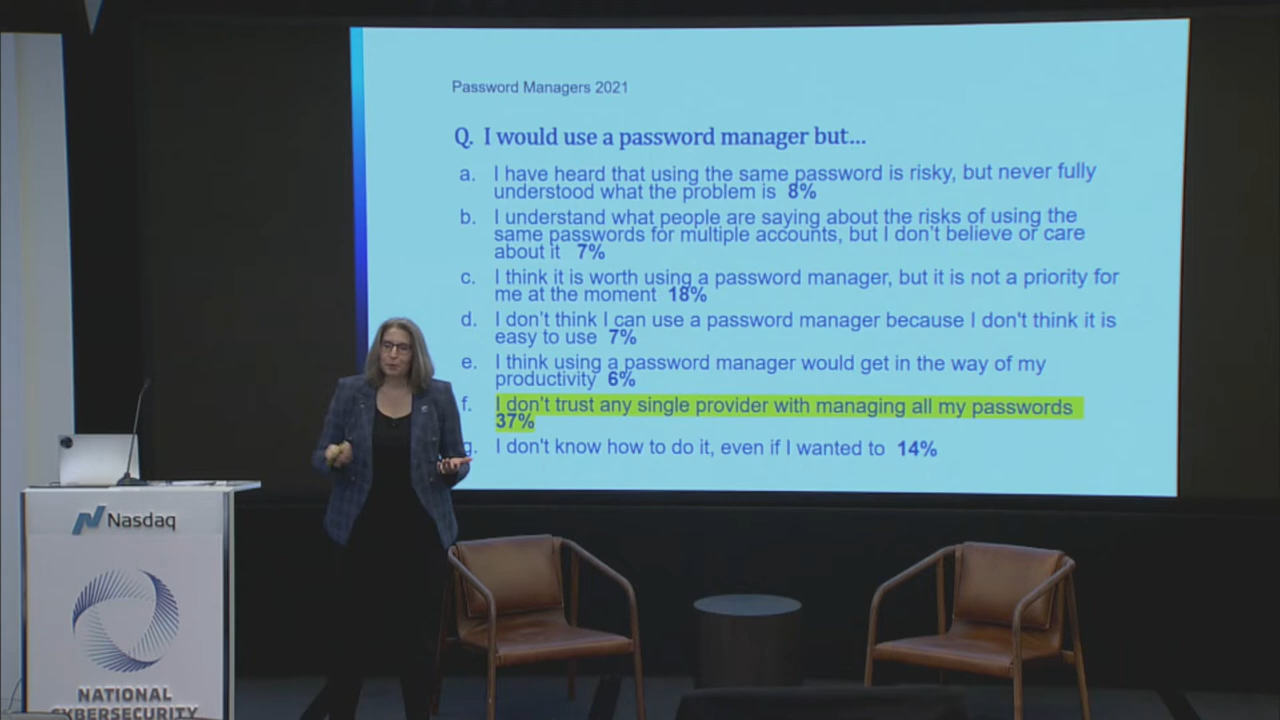 Password Managers 2021
Q. I would use a password manager but...
a. I have heard that using the same password is risky, but never fully
understood what the problem is 8%
b. I understand what people are saying about the risks of using the
same passwords for multiple accounts, but I don't believe or care
about it 7%
c. I think it is worth using a password manager, but it is not a priority for
me at the moment 18%
d. I don't think I can use a password manager because I don't think it is
easy to use 7%
e. I think using a password manager would get in the way of my
productivity 6%
f. I don't trust any single provider with managing all my passwords
37%
g. I don't know how to do it, even if I wanted to 14%
Nasdaq
NATIONAL
CYBERSECURITY